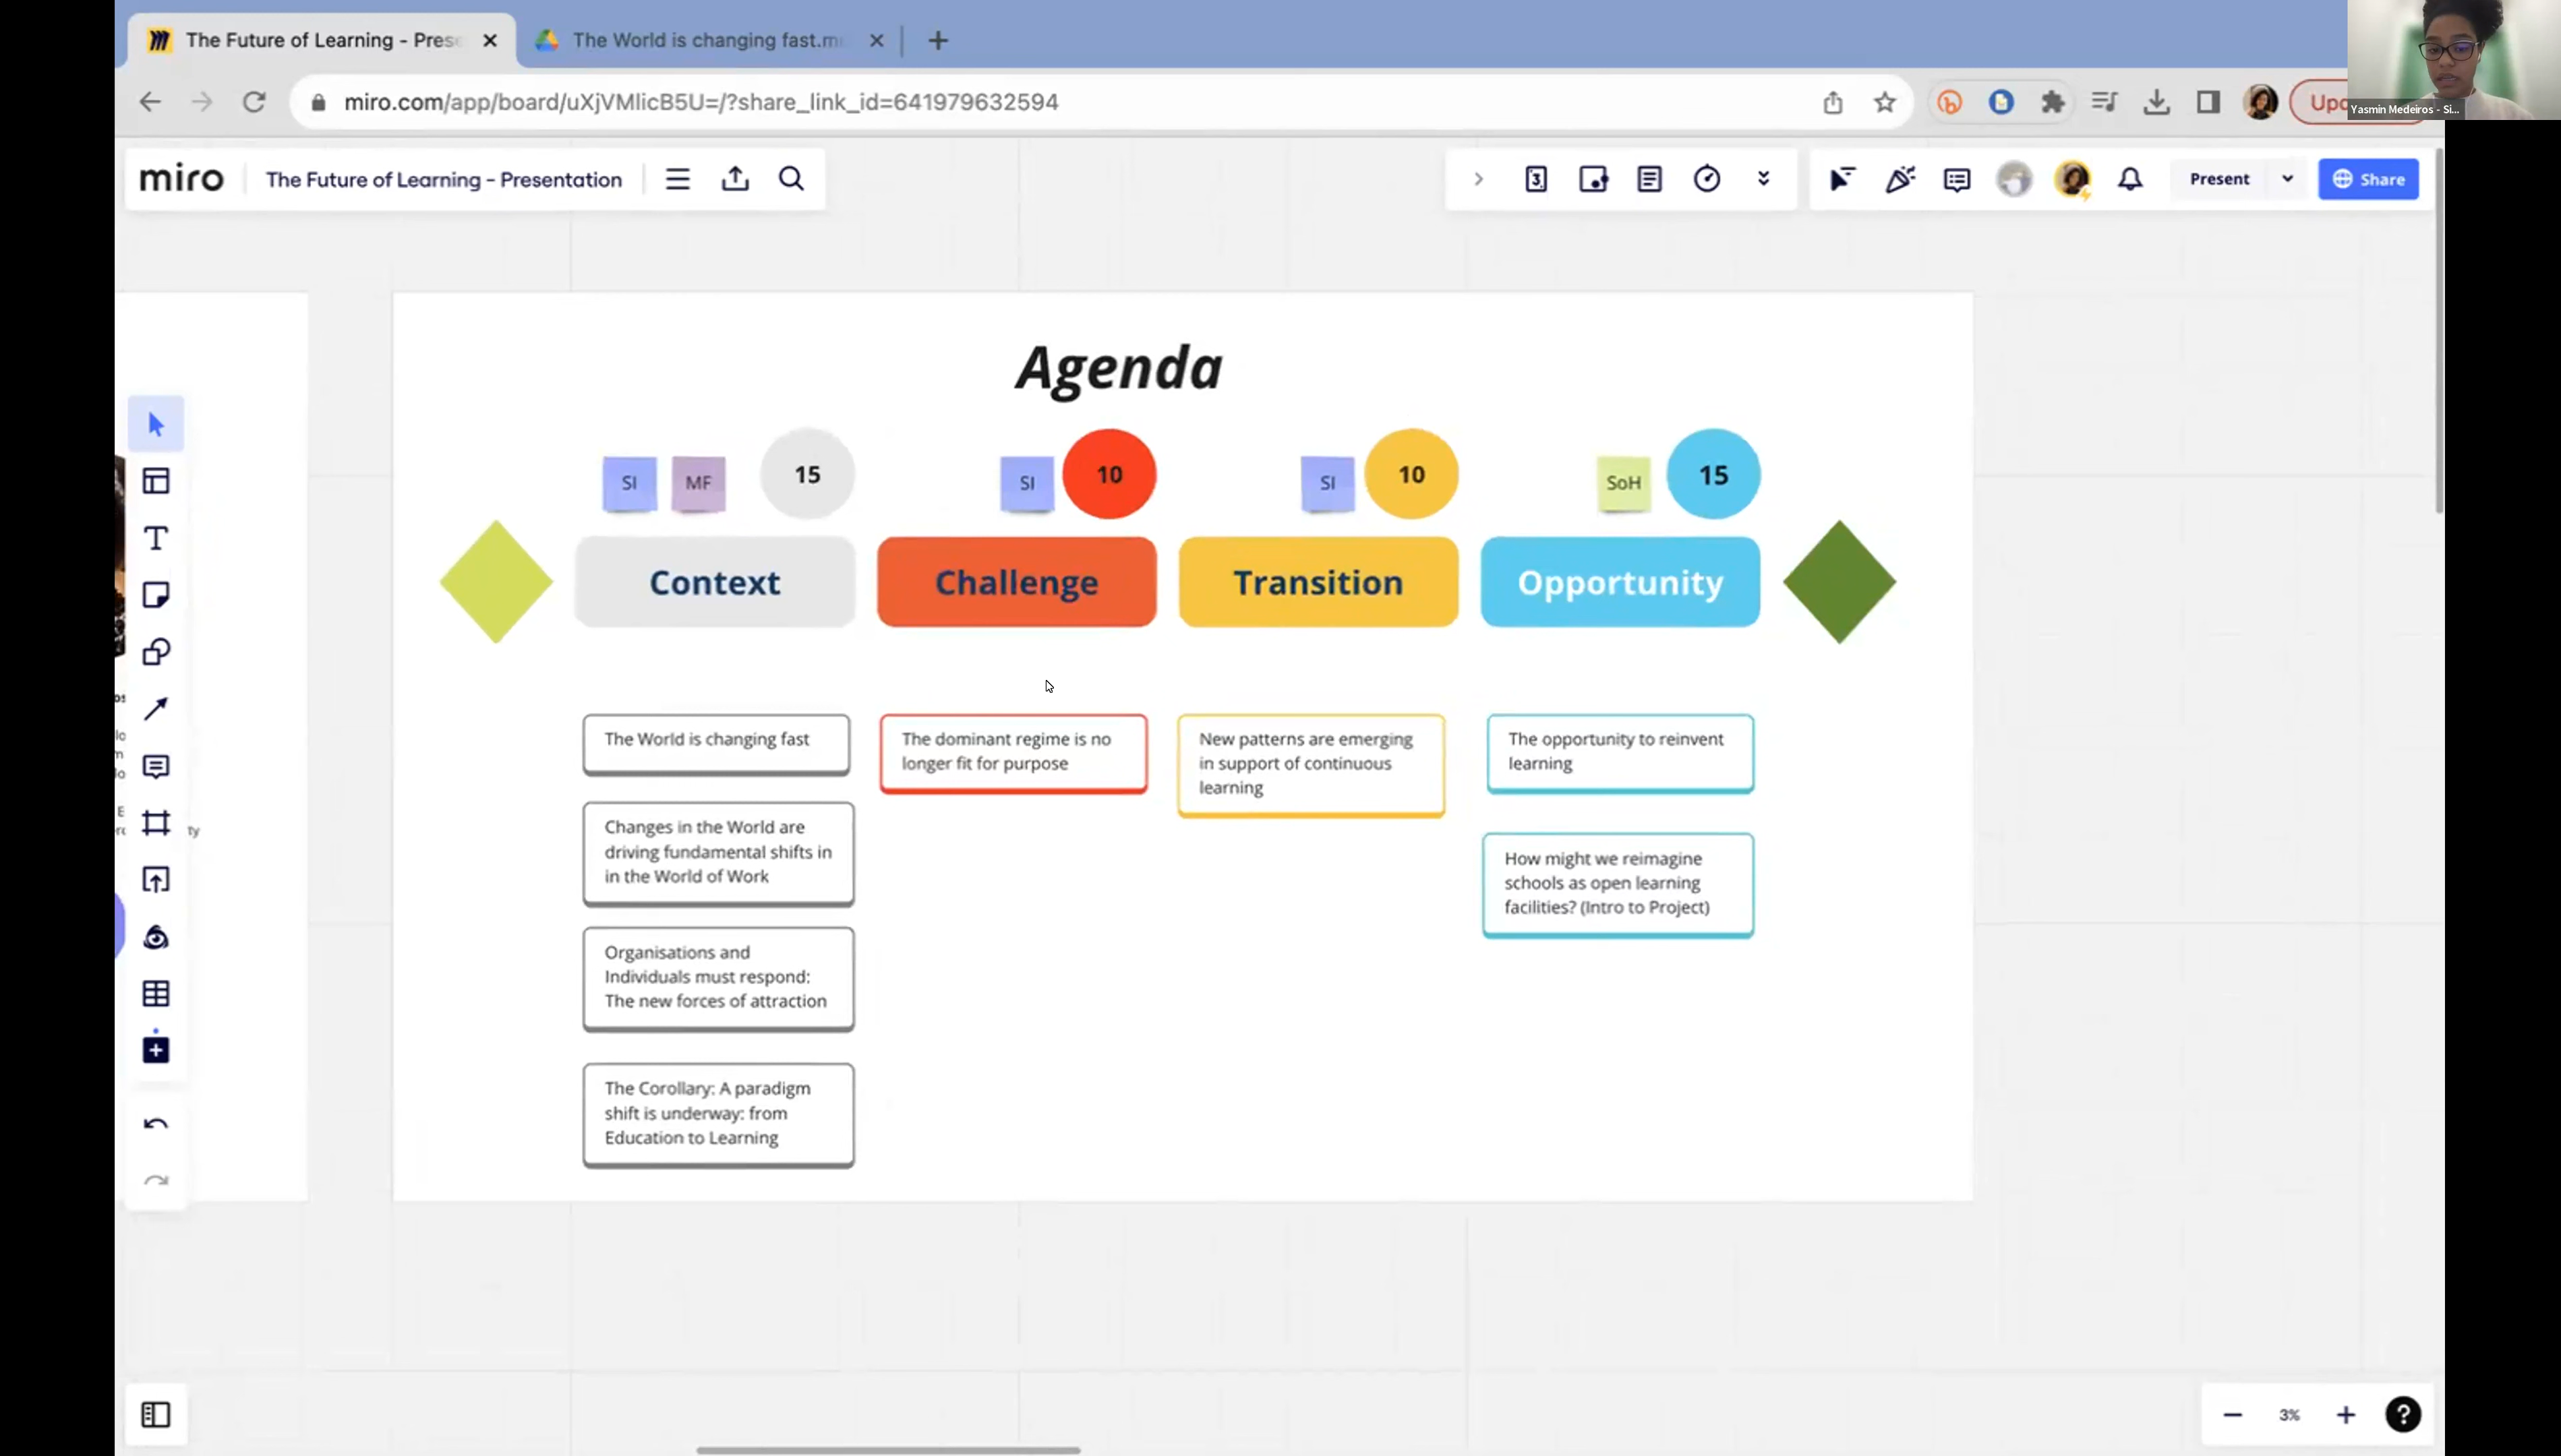 The Future of Learning - Prese
The World is changing fast.m
miro.com/app/board/uXjVMlicB5U=/?share_link_id=641979632594
Yasmin Medeiros - Si...
miro
The Future of Learning - Presentation
3
Present
Share
Agenda
SI MF 15
SI 10
SI 10
SoH 15
Context
Challenge
Transition
Opportunity
The World is changing fast
Changes in the World are
driving fundamental shifts in
in the World of Work
Organisations and
Individuals must respond:
The new forces of attraction
The Corollary: A paradigm
shift is underway: from
Education to Learning
The dominant regime is no
longer fit for purpose
New patterns are emerging
in support of continuous
learning
The opportunity to reinvent
learning
How might we reimagine
schools as open learning
facilities? (Intro to Project)
3%
?